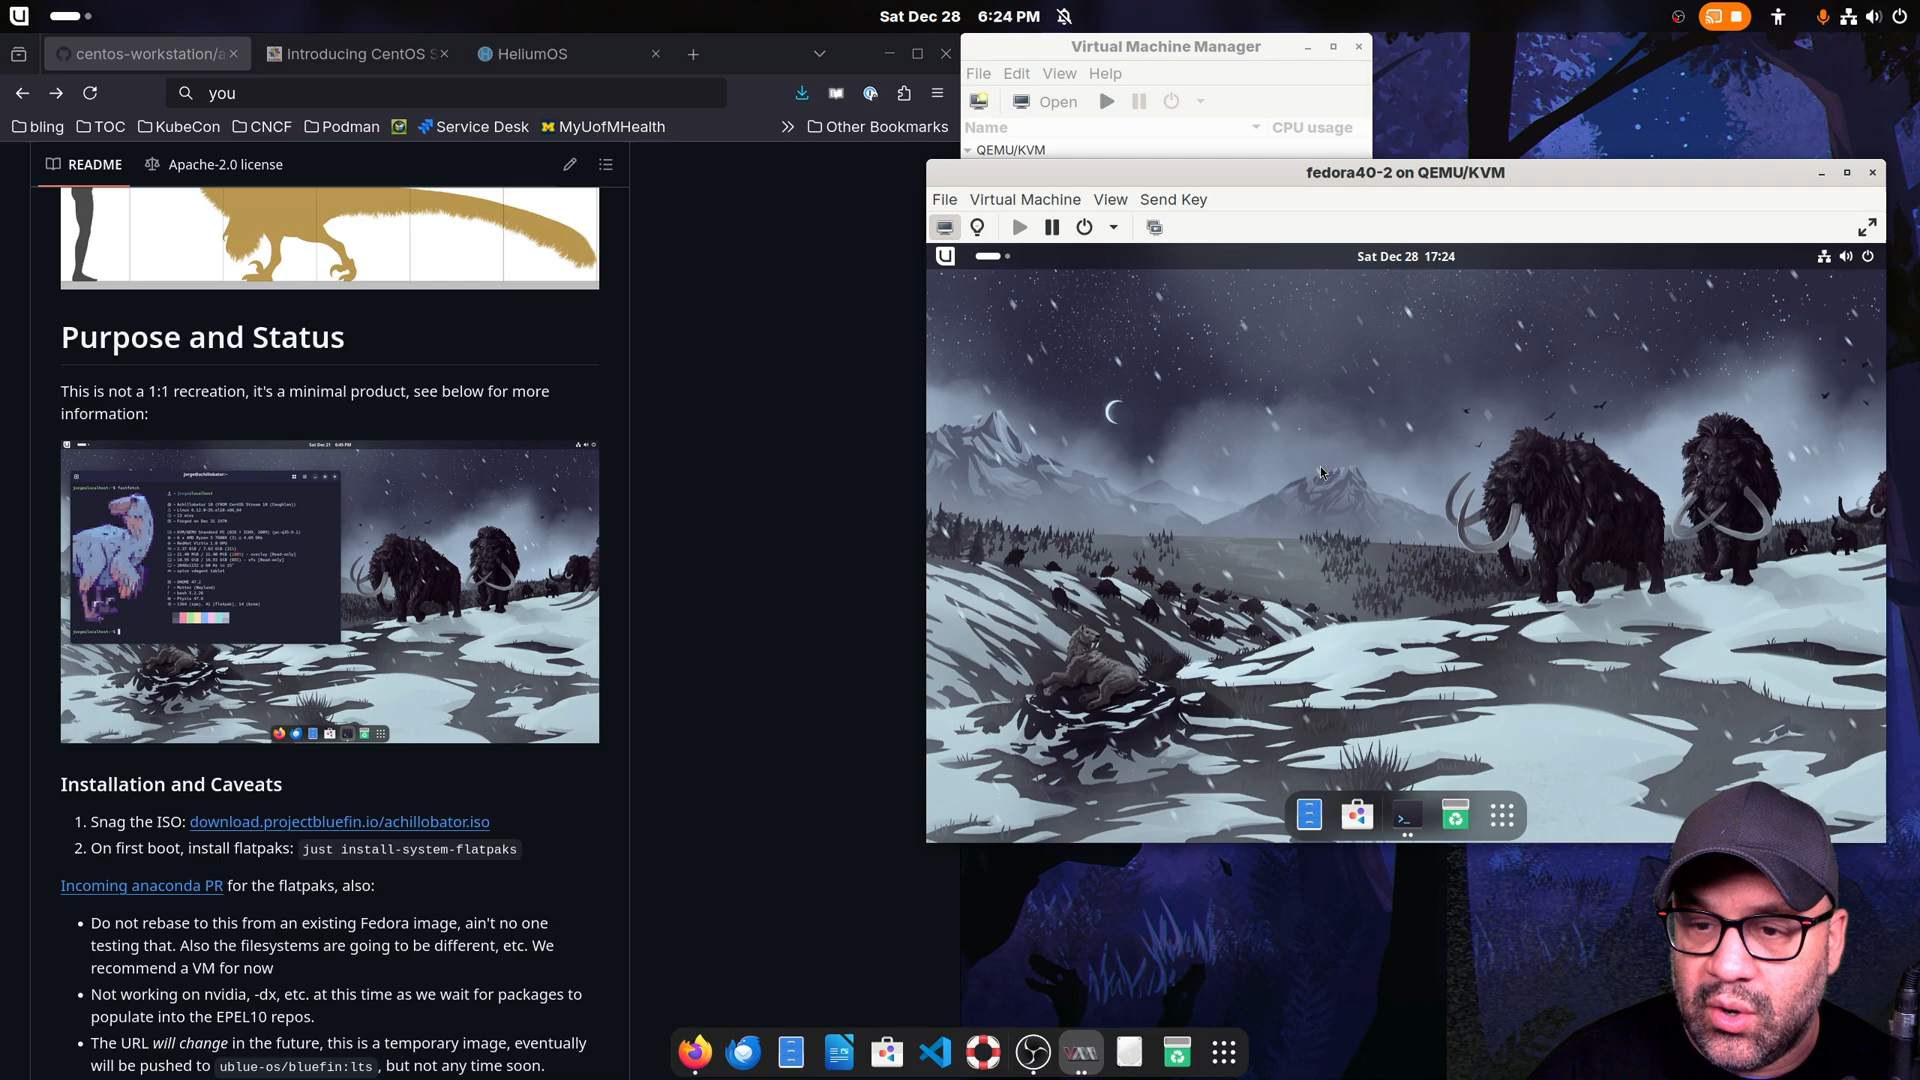 Sat Dec 28 6:24 PM
centos-workstation/a
Introducing CentOS S
HeliumOS
you
bling
TOC
KubeCon
CNCF
Podman
Service Desk
MyUofMHealth
Other Bookmarks
README
Apache-2.0 license
Purpose and Status
This is not a 1:1 recreation, it's a minimal product, see below for more
information:
Installation and Caveats
1. Snag the ISO: download.projectbluefin.io/achillobator.iso
2. On first boot, install flatpaks: just install-system-flatpaks
Incoming anaconda PR for the flatpaks, also:
• Do not rebase to this from an existing Fedora image, ain't no one
testing that. Also the filesystems are going to be different, etc. We
recommend a VM for now
• Not working on nvidia, -dx, etc. at this time as we wait for packages to
populate into the EPEL10 repos.
• The URL will change in the future, this is a temporary image, eventually
will be pushed to ublue-os/bluefin:lts , but not any time soon.
Virtual Machine Manager
File Edit View Help
Open
Name
CPU usage
QEMU/KVM
fedora40-2 on QEMU/KVM
File Virtual Machine View Send Key
Sat Dec 28 17:24